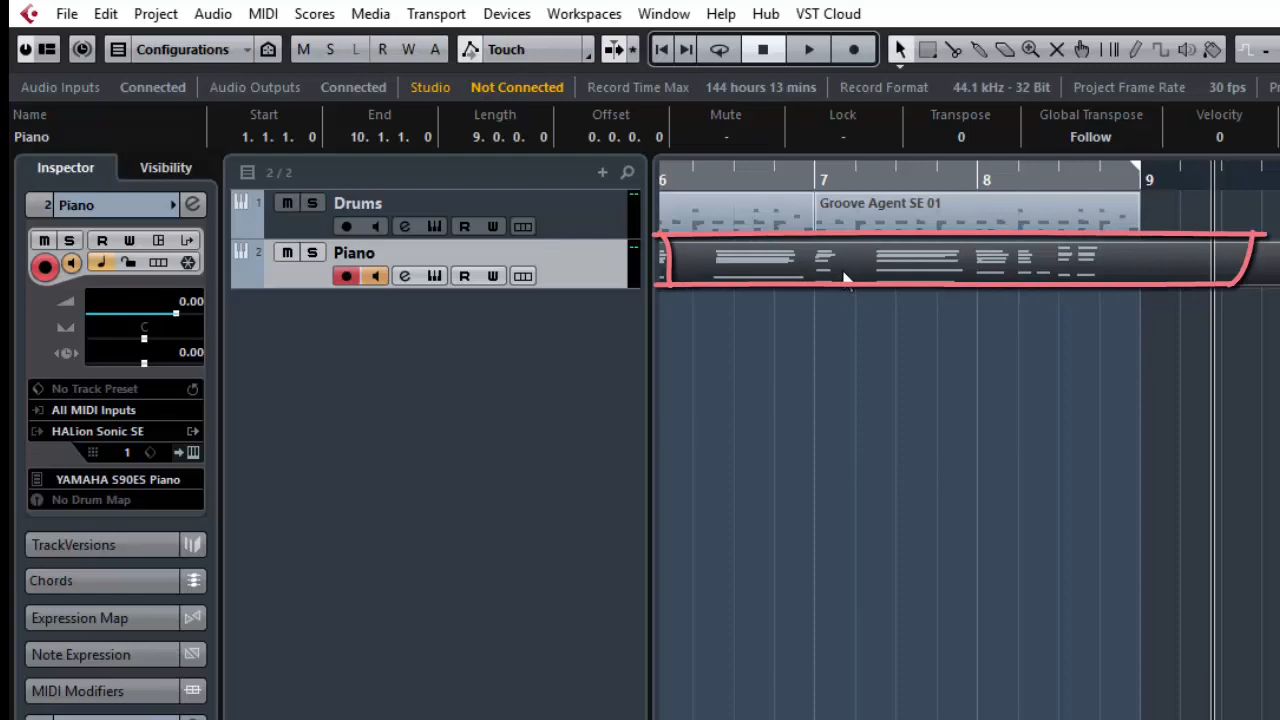 File Edit Project Audio MIDI Scores Media Transport Devices Workspaces Window Help Hub VST Cloud
Configurations M S L R W A Touch
Audio Inputs Connected Audio Outputs Connected Studio Not Connected Record Time Max 144 hours 13 mins Record Format 44.1 kHz - 32 Bit Project Frame Rate 30 fps
Name Start End Length Offset Mute Lock Transpose Global Transpose Velocity
Piano 1. 1. 1. 0 10. 1. 1. 0 9. 0. 0. 0 0. 0. 0. 0 - - 0 Follow 0
Inspector Visibility 2 / 2
6 7 8 9
2 Piano e 1 M S Drums Groove Agent SE 01
e R W
M S R W 2 M S Piano
e R W
0.00
C
0.00
No Track Preset
All MIDI Inputs
HALion Sonic SE
1
YAMAHA S90ES Piano
No Drum Map
TrackVersions
Chords
Expression Map
Note Expression
MIDI Modifiers